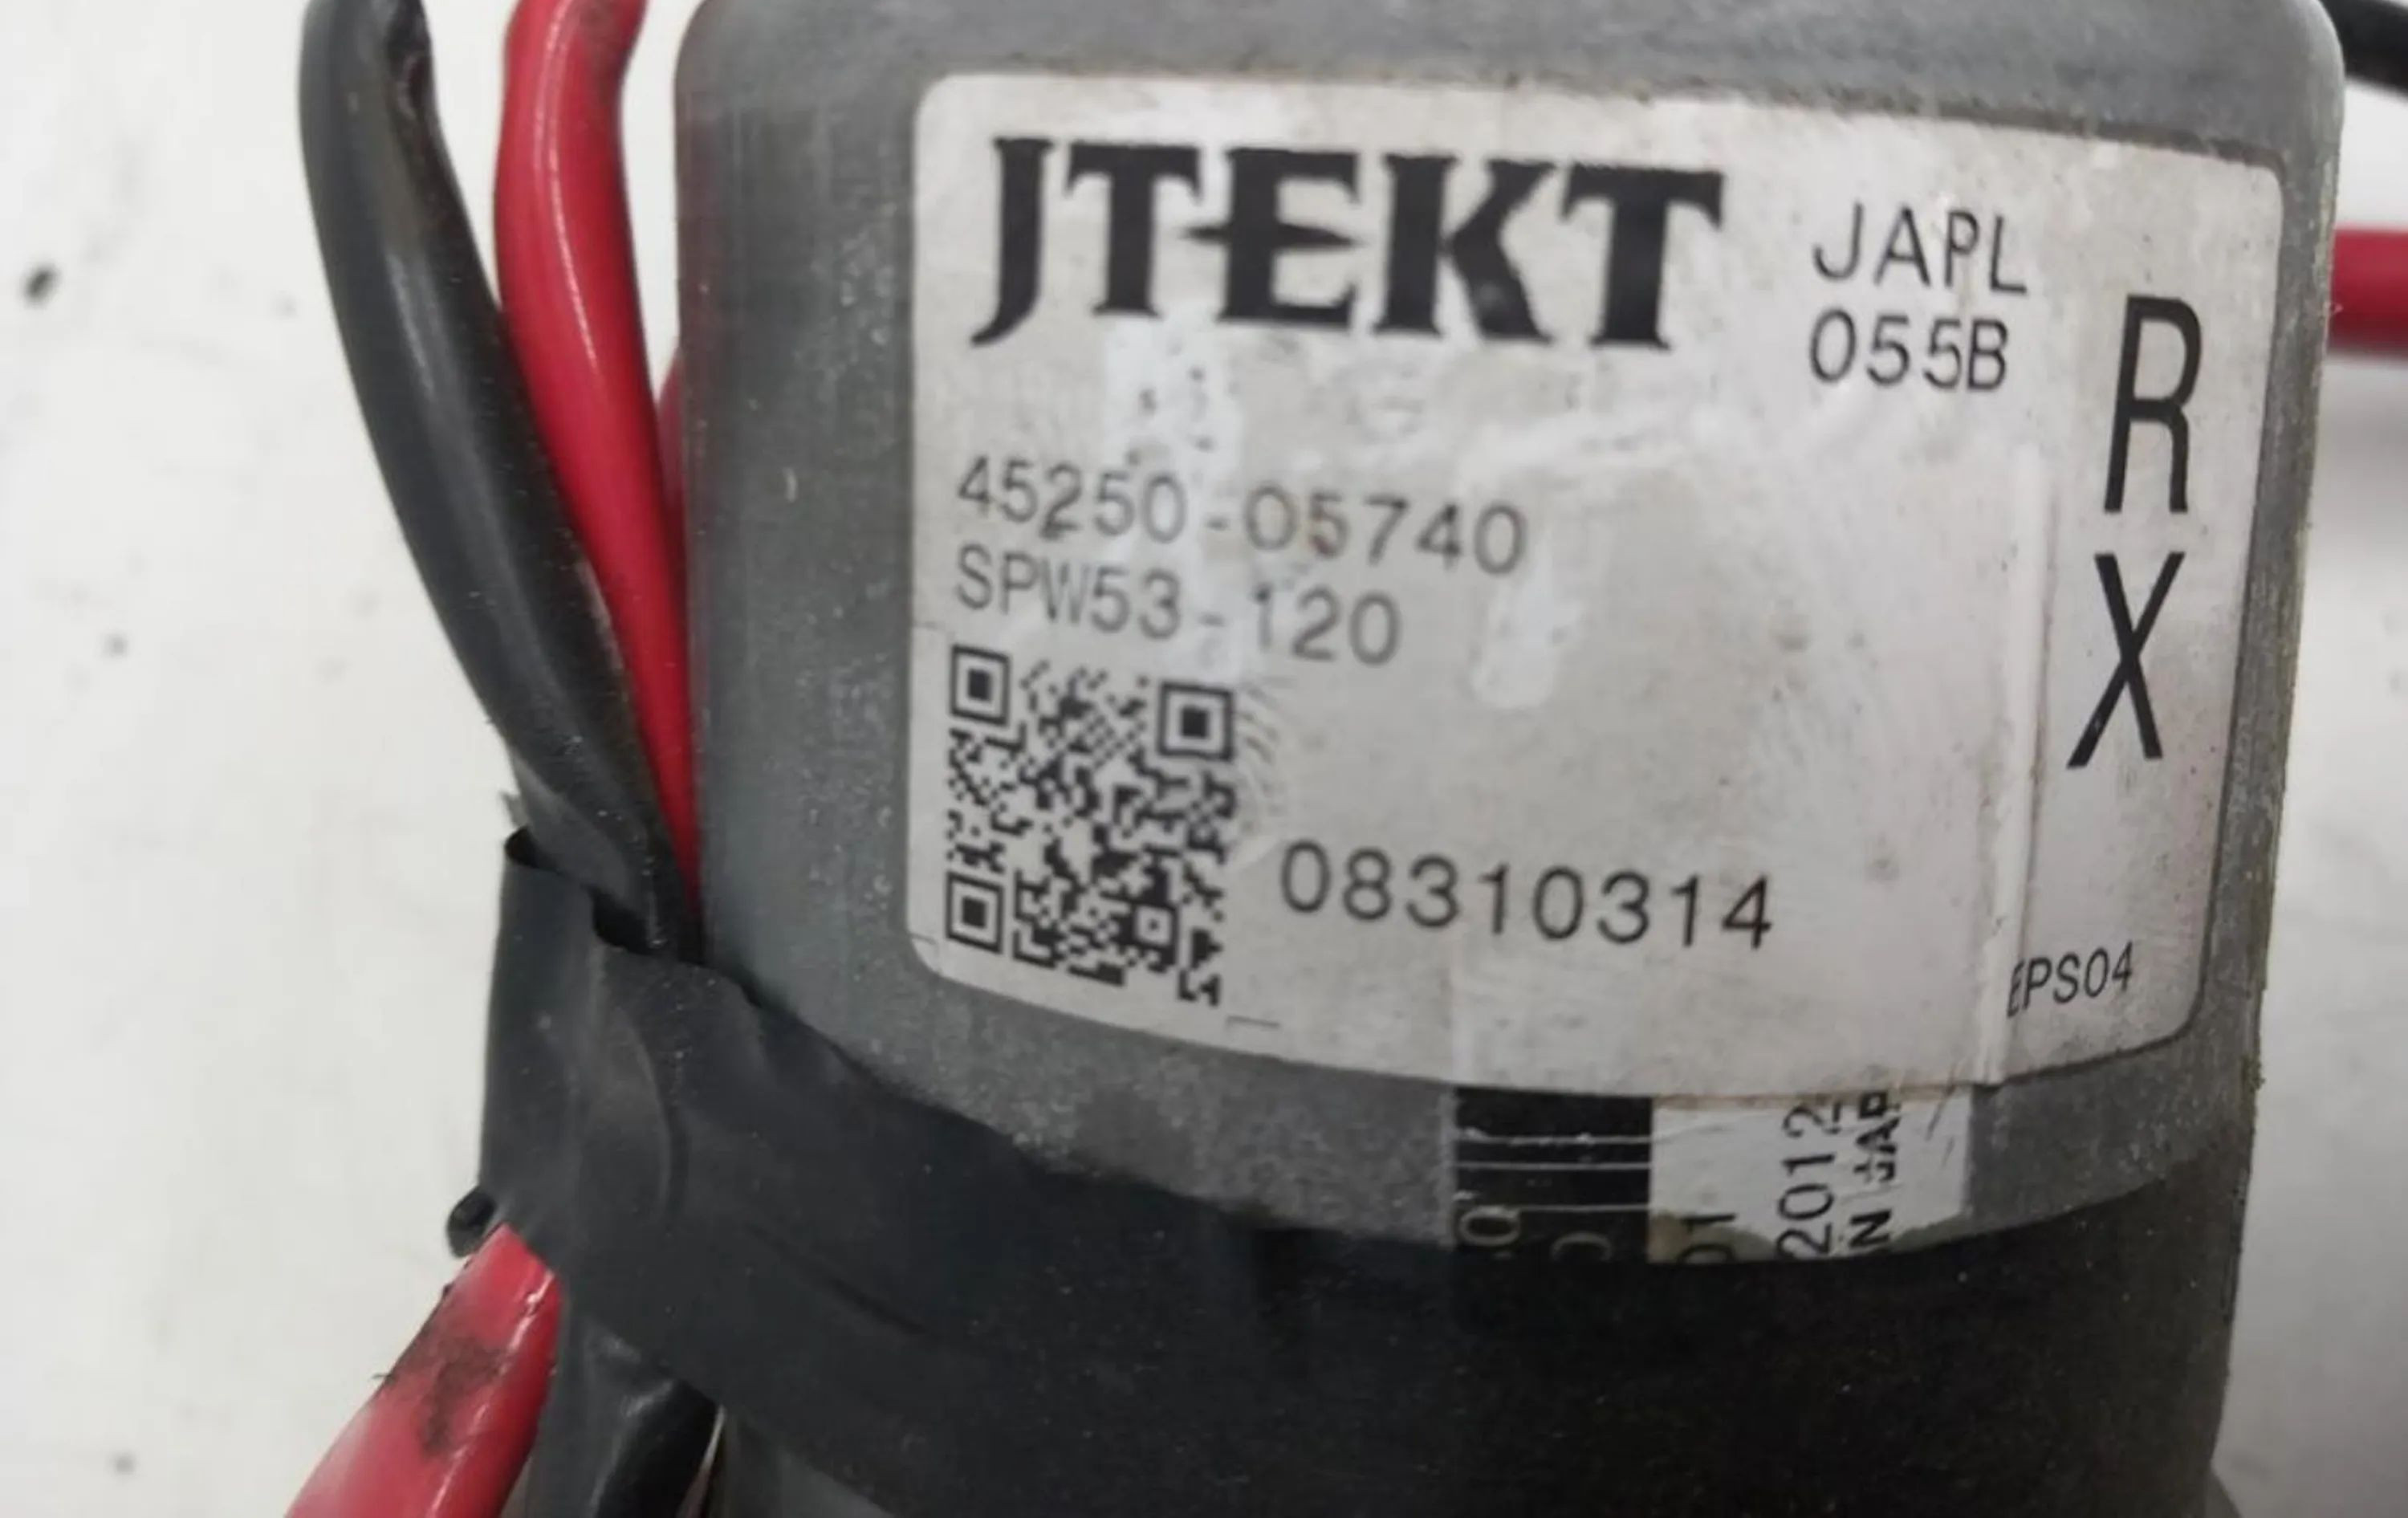 JTEKT
JAPL
055B
R
X
45250-05740
SPW53-120
08310314
EPS04
2012